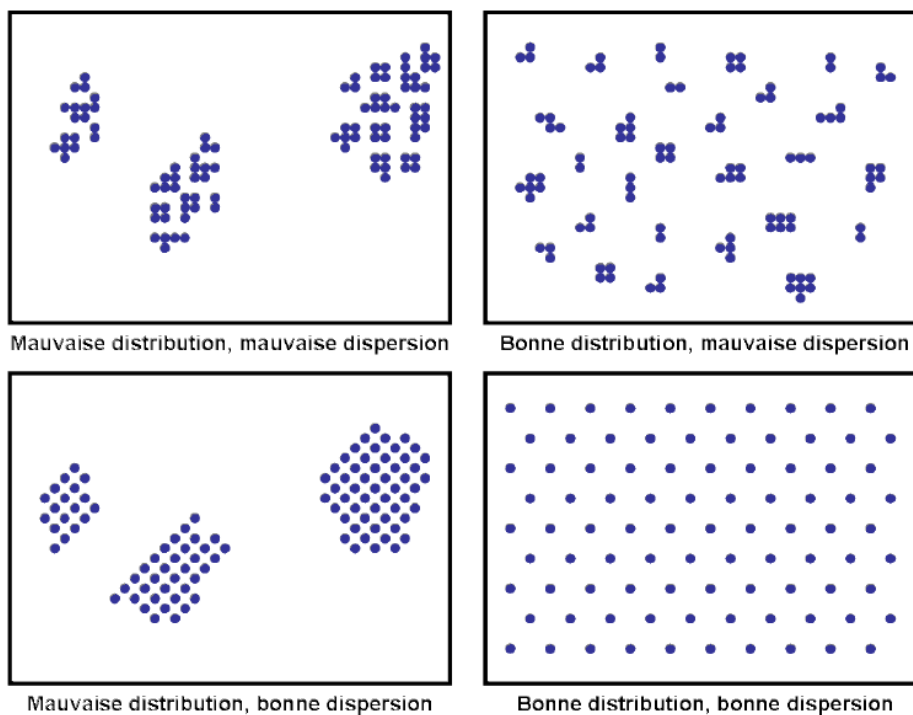 Mauvaise distribution, mauvaise dispersion
Bonne distribution, mauvaise dispersion
Mauvaise distribution, bonne dispersion
Bonne distribution, bonne dispersion